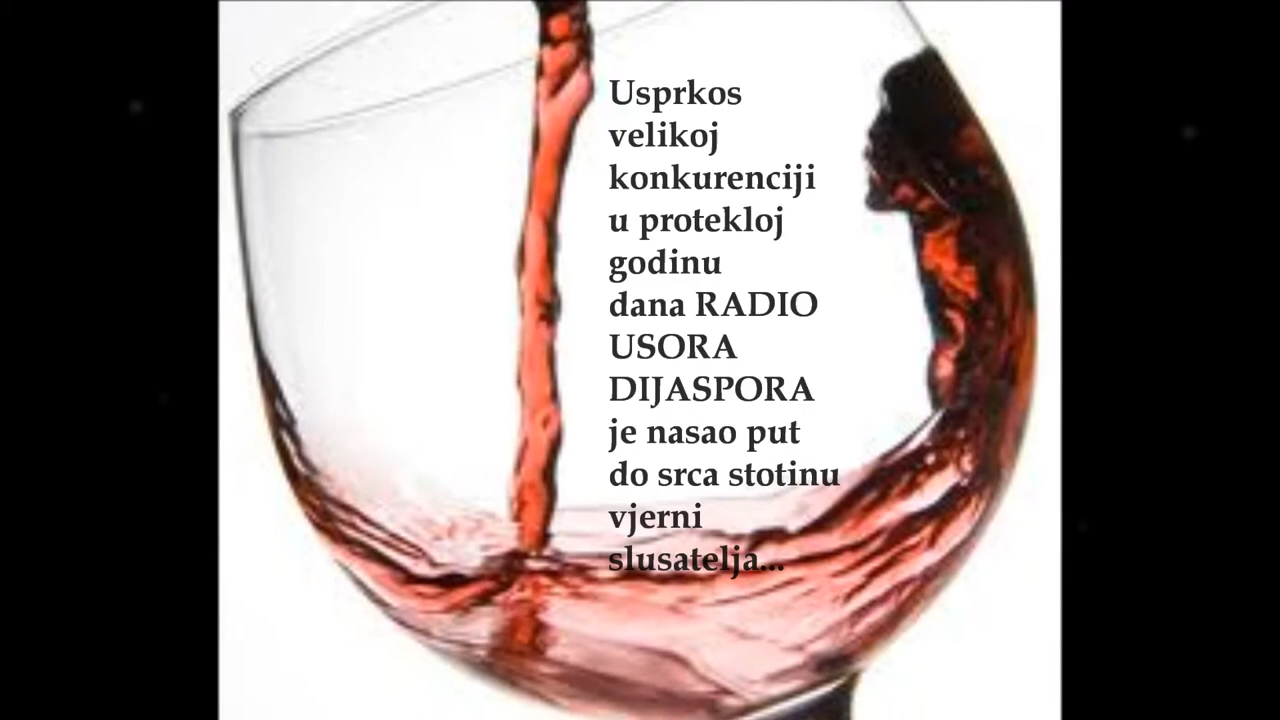 Usprkos
velikoj
konkurenciji
u protekloj
godinu
dana RADIO
USORA
DIJASPORA
je nasao put
do srca stotinu
vjerni
slusatelja...